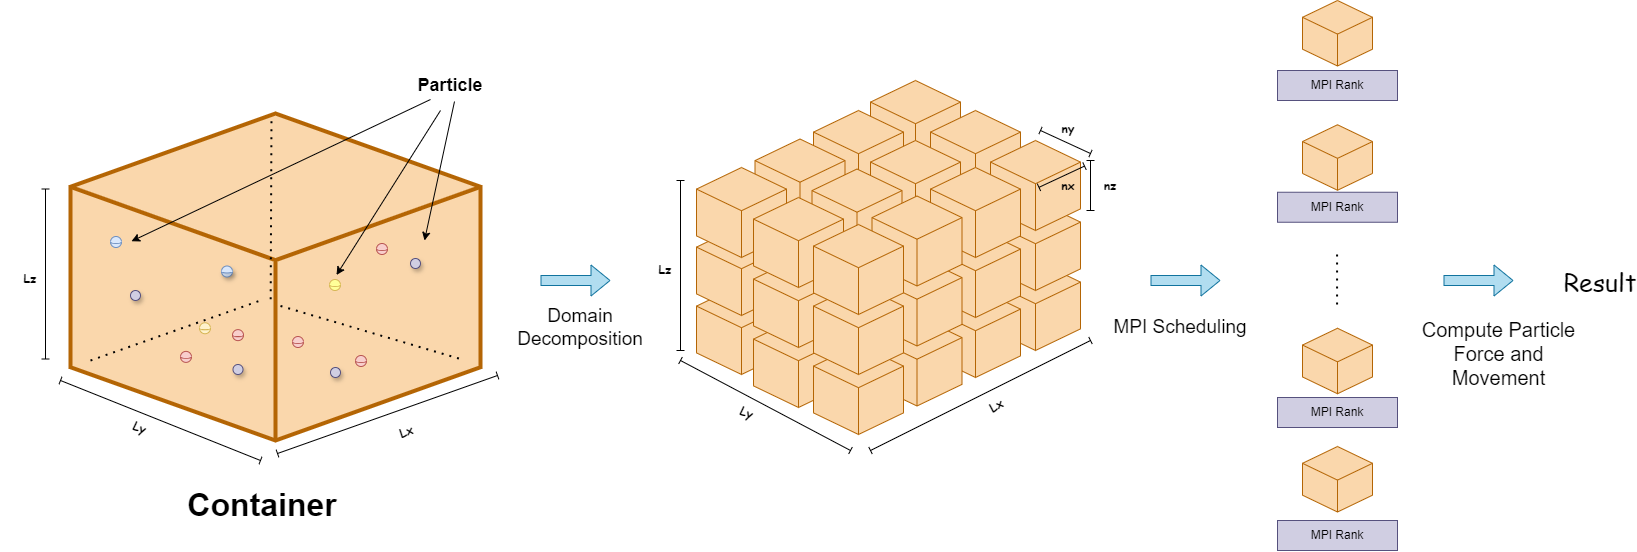 Particle
Lz
Ly
Lx
Container
Domain
Decomposition
ny
nx
nz
Lz
Ly
Lx
MPI Scheduling
MPI Rank
MPI Rank
MPI Rank
MPI Rank
Compute Particle
Force and
Movement
Result